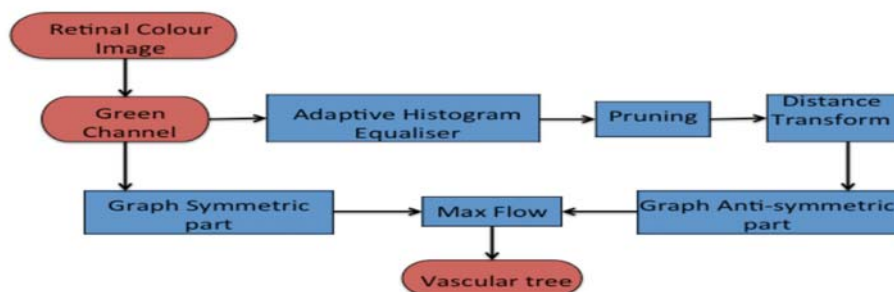 Retinal Colour
Image
Green
Channel
Adaptive Histogram
Equaliser
Pruning
Distance
Transform
Graph Symmetric
part
Max Flow
Graph Anti-symmetric
part
Vascular tree